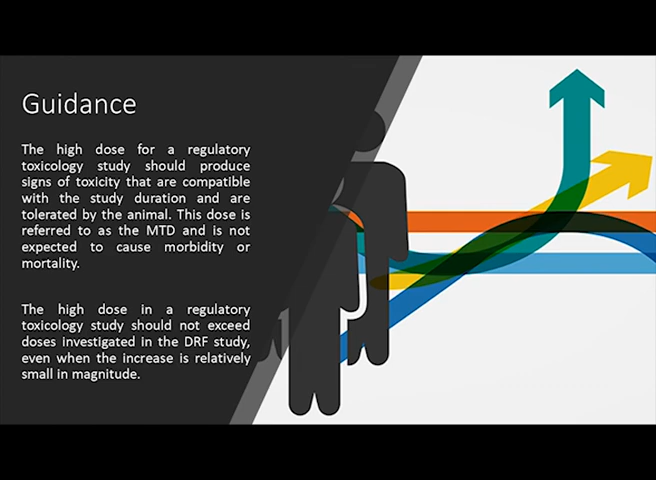 Guidance
The high dose for a regulatory
toxicology study should produce
signs of toxicity that are compatible
with the study duration and are
tolerated by the animal. This dose is
referred to as the MTD and is not
expected to cause morbidity or
mortality.
The high dose in a regulatory
toxicology study should not exceed
doses investigated in the DRF study,
even when the increase is relatively
small in magnitude.